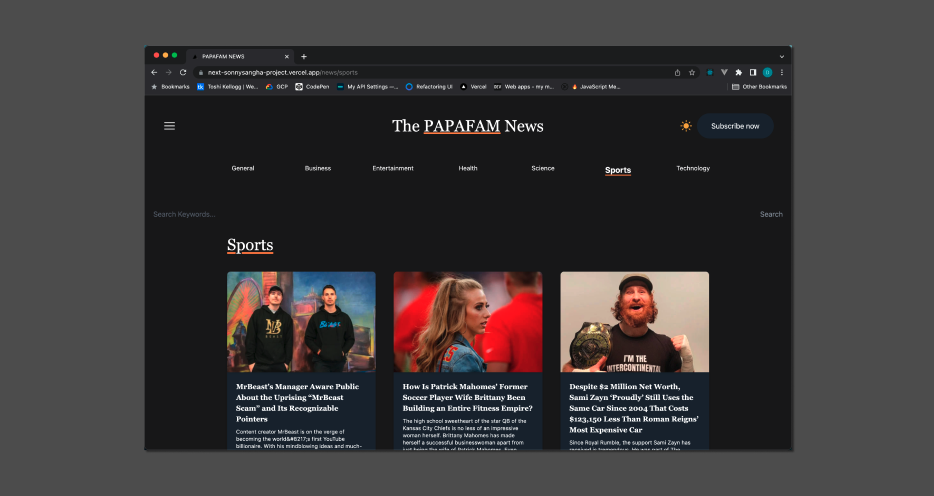 PAPAFAM NEWS
next-sonnysangha-project.vercel.app/news/sports
Bookmarks
Toshi Kellogg | We...
GCP
CodePen
My API Settings —...
Refactoring UI
Vercel
DEV Web apps - my m...
JavaScript Me...
Other Bookmarks
The PAPAFAM News
Subscribe now
General
Business
Entertainment
Health
Science
Sports
Technology
Search Keywords...
Search
Sports
MrBeast's Manager Aware Public
About the Uprising "MrBeast
Scam" and Its Recognizable
Pointers
Content creator MrBeast is on the verge of
becoming the world&#8217;s first YouTube
billionaire. With his mindblowing ideas and much-
How Is Patrick Mahomes' Former
Soccer Player Wife Brittany Been
Building an Entire Fitness Empire?
The high school sweetheart of the star QB of the
Kansas City Chiefs is no less of an impressive
woman herself. Brittany Mahomes has made
herself a successful businesswoman apart from
I'M THE
INTERCONTINENTAL
Despite $2 Million Net Worth,
Sami Zayn 'Proudly' Still Uses the
Same Car Since 2004 That Costs
$123,150 Less Than Roman Reigns'
Most Expensive Car
Since Royal Rumble, the support Sami Zayn has